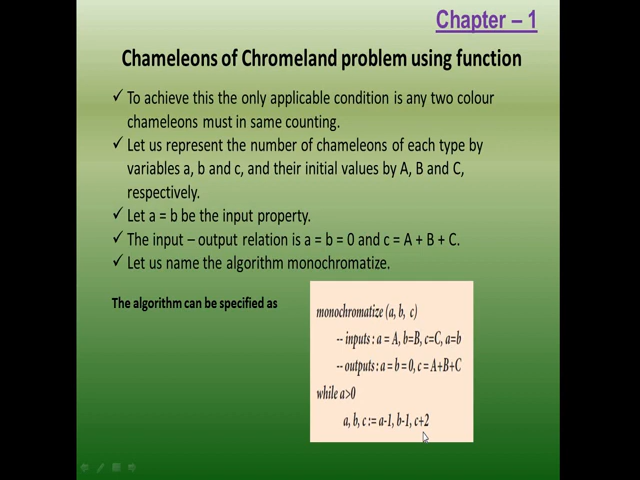 Chapter – 1
Chameleons of Chromeland problem using function
✓ To achieve this the only applicable condition is any two colour
chameleons must in same counting.
✓ Let us represent the number of chameleons of each type by
variables a, b and c, and their initial values by A, B and C,
respectively.
✓ Let a = b be the input property.
✓ The input – output relation is a = b = 0 and c = A + B + C.
✓ Let us name the algorithm monochromatize.
The algorithm can be specified as
monochromatize (a, b, c)
-- inputs : a = A, b=B, c=C, a=b
-- outputs : a = b = 0, c = A+B+C
while a>0
a, b, c := a-1, b-1, c+2